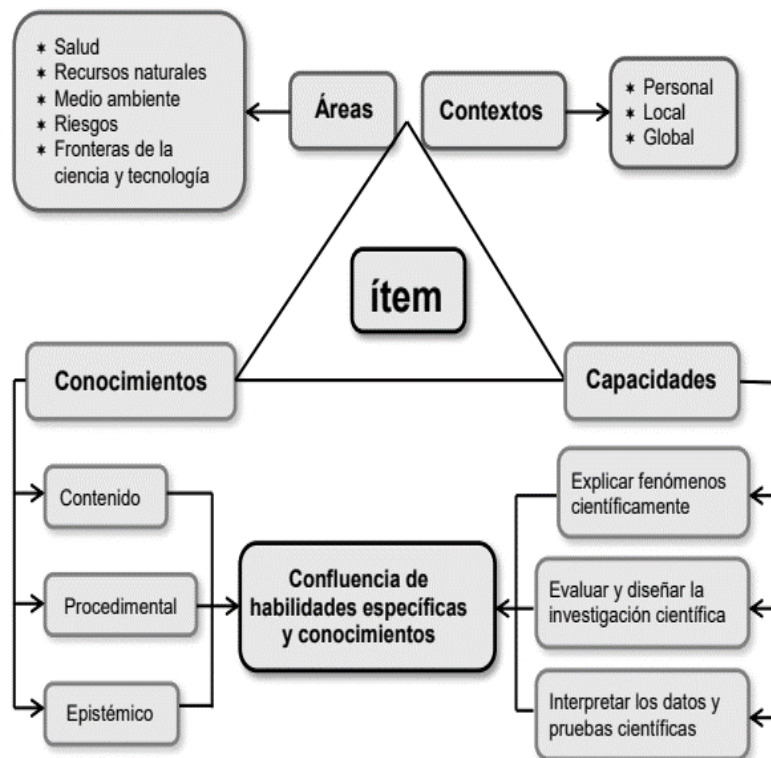 * Salud
* Recursos naturales
* Medio ambiente
* Riesgos
* Fronteras de la
ciencia y tecnología
Áreas
Contextos
* Personal
* Local
* Global
ítem
Conocimientos
Capacidades
Contenido
Procedimental
Epistémico
Confluencia de
habilidades específicas
y conocimientos
Explicar fenómenos
científicamente
Evaluar y diseñar la
investigación científica
Interpretar los datos y
pruebas científicas